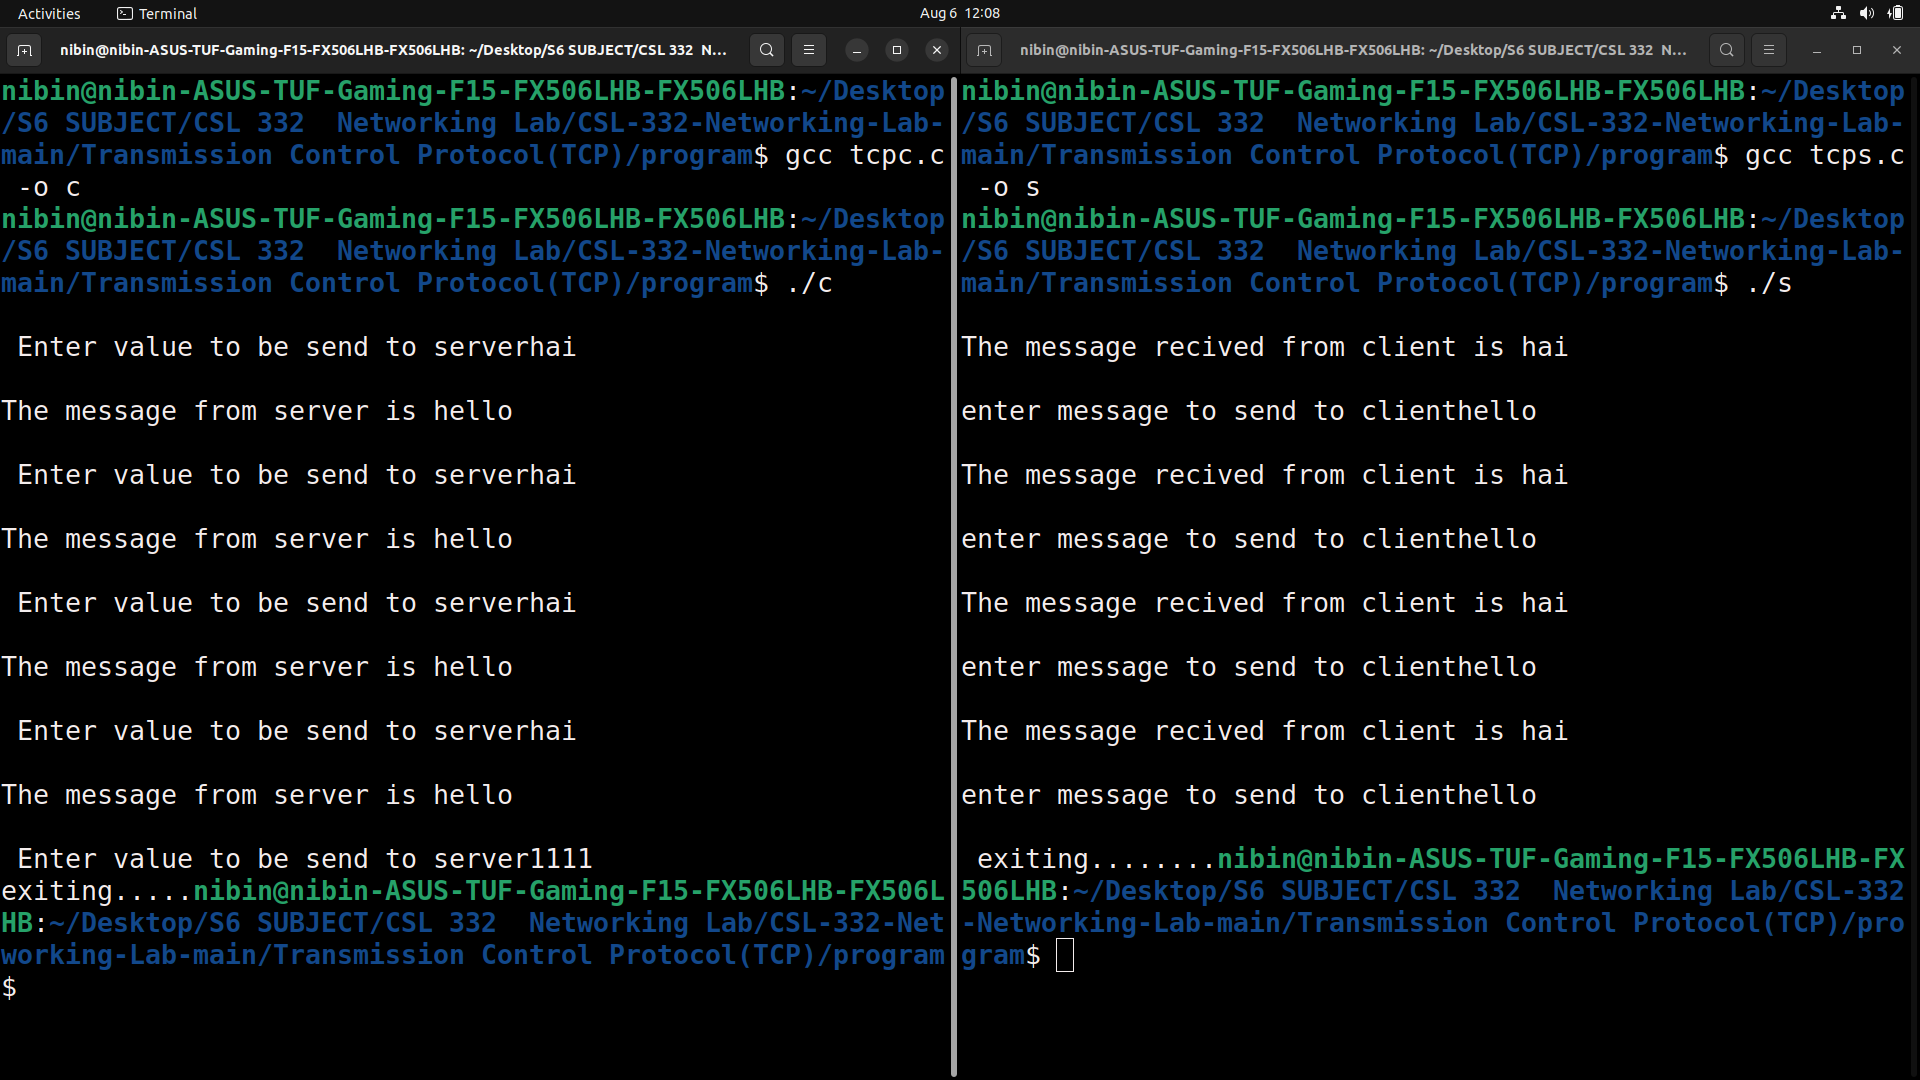 Activities Terminal Aug 6 12:08
nibin@nibin-ASUS-TUF-Gaming-F15-FX506LHB-FX506LHB: ~/Desktop/S6 SUBJECT/CSL 332  N...
nibin@nibin-ASUS-TUF-Gaming-F15-FX506LHB-FX506LHB:~/Desktop
/S6 SUBJECT/CSL 332  Networking Lab/CSL-332-Networking-Lab-
main/Transmission Control Protocol(TCP)/program$ gcc tcpc.c
 -o c
nibin@nibin-ASUS-TUF-Gaming-F15-FX506LHB-FX506LHB:~/Desktop
/S6 SUBJECT/CSL 332  Networking Lab/CSL-332-Networking-Lab-
main/Transmission Control Protocol(TCP)/program$ ./c
 Enter value to be send to serverhai
The message from server is hello
 Enter value to be send to serverhai
The message from server is hello
 Enter value to be send to serverhai
The message from server is hello
 Enter value to be send to serverhai
The message from server is hello
 Enter value to be send to server1111
exiting.....nibin@nibin-ASUS-TUF-Gaming-F15-FX506LHB-FX506L
HB:~/Desktop/S6 SUBJECT/CSL 332  Networking Lab/CSL-332-Net
working-Lab-main/Transmission Control Protocol(TCP)/program
$
nibin@nibin-ASUS-TUF-Gaming-F15-FX506LHB-FX506LHB: ~/Desktop/S6 SUBJECT/CSL 332  N...
nibin@nibin-ASUS-TUF-Gaming-F15-FX506LHB-FX506LHB:~/Desktop
/S6 SUBJECT/CSL 332  Networking Lab/CSL-332-Networking-Lab-
main/Transmission Control Protocol(TCP)/program$ gcc tcps.c
 -o s
nibin@nibin-ASUS-TUF-Gaming-F15-FX506LHB-FX506LHB:~/Desktop
/S6 SUBJECT/CSL 332  Networking Lab/CSL-332-Networking-Lab-
main/Transmission Control Protocol(TCP)/program$ ./s
The message recived from client is hai
enter message to send to clienthello
The message recived from client is hai
enter message to send to clienthello
The message recived from client is hai
enter message to send to clienthello
The message recived from client is hai
enter message to send to clienthello
 exiting........nibin@nibin-ASUS-TUF-Gaming-F15-FX506LHB-FX
506LHB:~/Desktop/S6 SUBJECT/CSL 332  Networking Lab/CSL-332
-Networking-Lab-main/Transmission Control Protocol(TCP)/pro
gram$